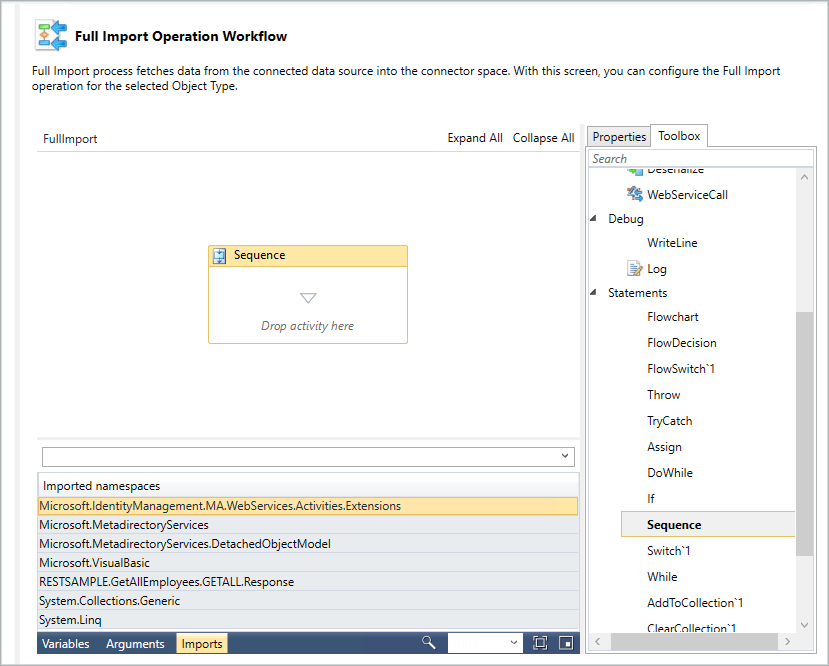 Full Import Operation Workflow
Full Import process fetches data from the connected data source into the connector space. With this screen, you can configure the Full Import
operation for the selected Object Type.
FullImport
Expand All
Collapse All
Sequence
Drop activity here
Imported namespaces
Microsoft.IdentityManagement.MA.WebServices.Activities.Extensions
Microsoft.MetadirectoryServices
Microsoft.MetadirectoryServices.DetachedObjectModel
Microsoft.VisualBasic
RESTSAMPLE.GetAllEmployees.GETALL.Response
System.Collections.Generic
System.Linq
Variables
Arguments
Imports
Properties
Toolbox
Search
Deserialize
WebServiceCall
Debug
WriteLine
Log
Statements
Flowchart
FlowDecision
FlowSwitch`1
Throw
TryCatch
Assign
DoWhile
If
Sequence
Switch`1
While
AddToCollection`1
ClearCollection`1